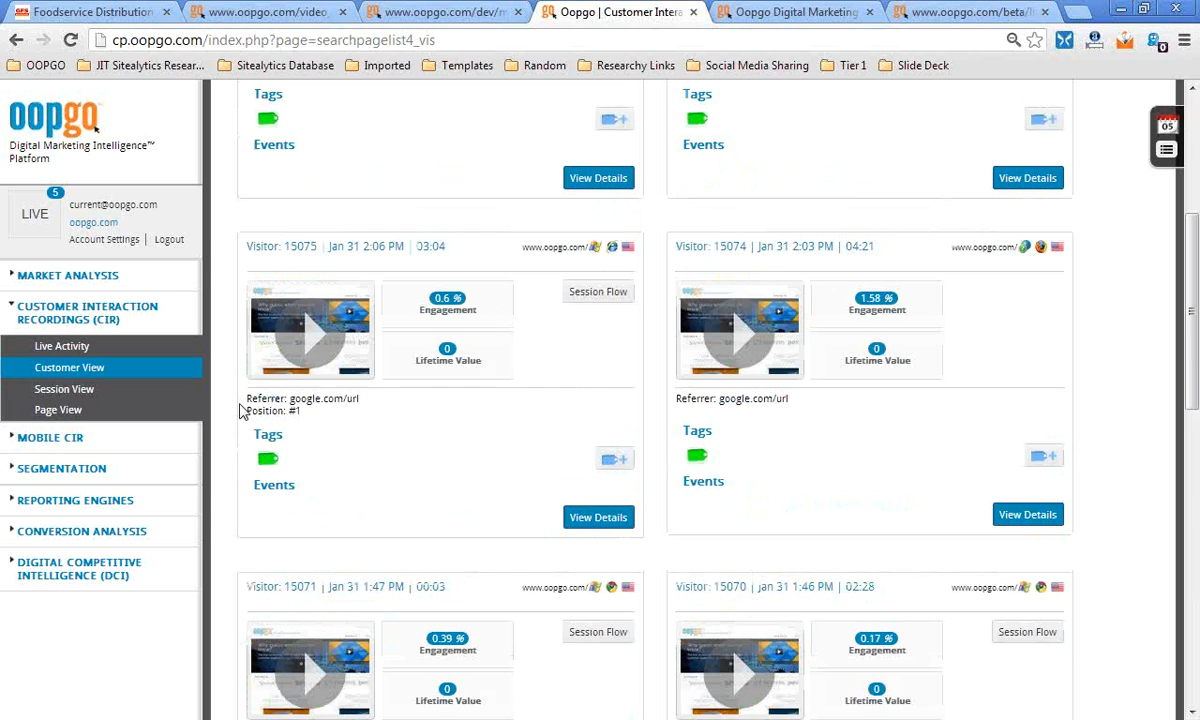 Foodservice Distribution
www.oopgo.com/video_
www.oopgo.com/dev/m
Oopgo | Customer Intera
Oopgo Digital Marketing
www.oopgo.com/beta/l
cp.oopgo.com/index.php?page=searchpagelist4_vis
OOPGO
JIT Sitealytics Resear...
Sitealytics Database
Imported
Templates
Random
Researchy Links
Social Media Sharing
Tier 1
Slide Deck
oopgo
Digital Marketing Intelligence™
Platform
LIVE
5
current@oopgo.com
oopgo.com
Account Settings | Logout
MARKET ANALYSIS
CUSTOMER INTERACTION
RECORDINGS (CIR)
Live Activity
Customer View
Session View
Page View
MOBILE CIR
SEGMENTATION
REPORTING ENGINES
CONVERSION ANALYSIS
DIGITAL COMPETITIVE
INTELLIGENCE (DCI)
Tags
Events
View Details
Tags
Events
View Details
05
Visitor: 15075 | Jan 31 2:06 PM | 03:04
www.oopgo.com/
0.6 %
Engagement
0
Lifetime Value
Session Flow
Referrer: google.com/url
Position: #1
Tags
Events
View Details
Visitor: 15074 | Jan 31 2:03 PM | 04:21
www.oopgo.com/
1.58 %
Engagement
0
Lifetime Value
Referrer: google.com/url
Tags
Events
View Details
Visitor: 15071 | Jan 31 1:47 PM | 00:03
www.oopgo.com/
0.39 %
Engagement
0
Lifetime Value
Session Flow
Visitor: 15070 | Jan 31 1:46 PM | 02:28
www.oopgo.com/
0.17 %
Engagement
0
Lifetime Value
Session Flow